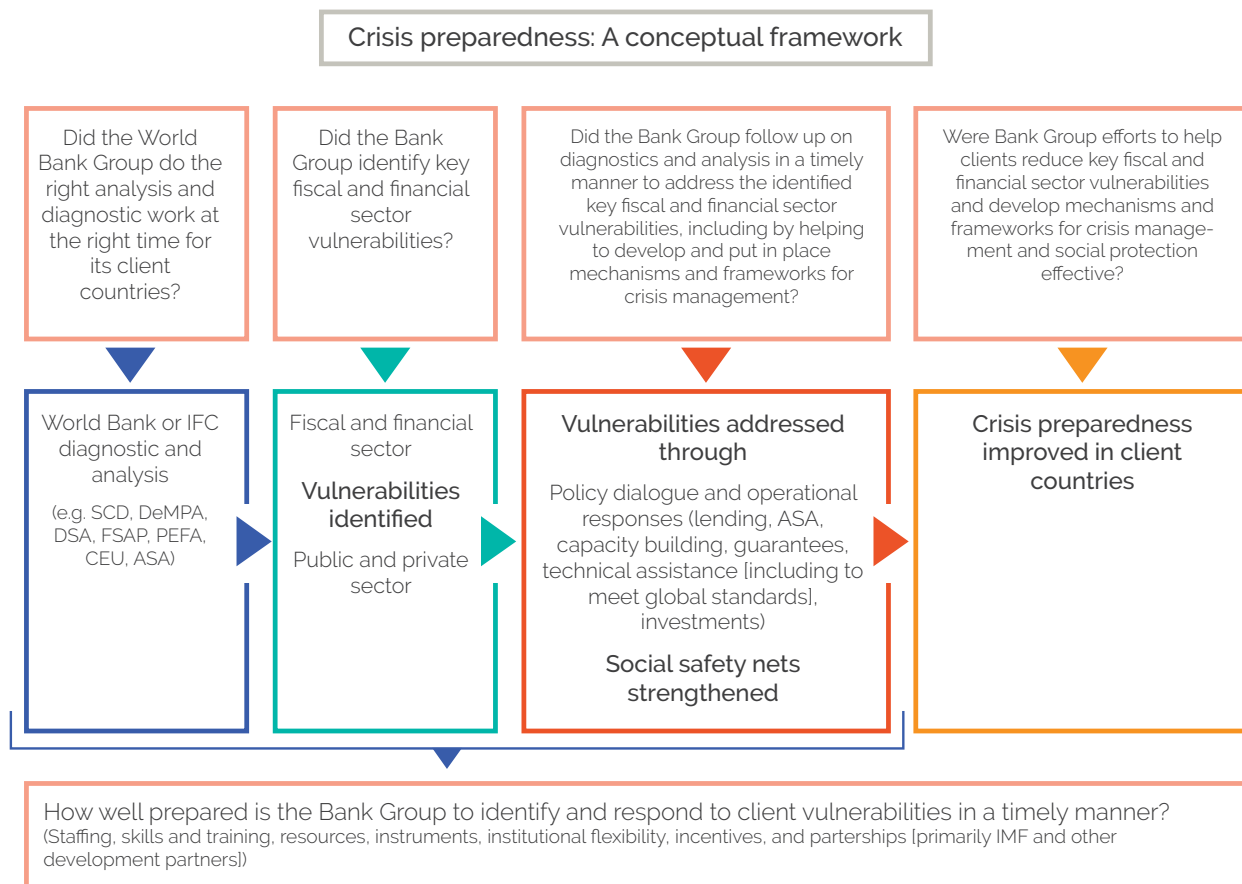 Crisis preparedness: A conceptual framework
Did the World
Bank Group do the
right analysis and
diagnostic work at
the right time for
its client
countries?
Did the Bank
Group identify key
fiscal and financial
sector
vulnerabilities?
Did the Bank Group follow up on
diagnostics and analysis in a timely
manner to address the identified
key fiscal and financial sector
vulnerabilities, including by helping
to develop and put in place
mechanisms and frameworks for
crisis management?
Were Bank Group efforts to help
clients reduce key fiscal and
financial sector vulnerabilities
and develop mechanisms and
frameworks for crisis manage-
ment and social protection
effective?
World Bank or IFC
diagnostic and
analysis
(e.g. SCD, DeMPA,
DSA, FSAP, PEFA,
CEU, ASA)
Fiscal and financial
sector
Vulnerabilities
identified
Public and private
sector
Vulnerabilities addressed
through
Policy dialogue and operational
responses (lending, ASA,
capacity building, guarantees,
technical assistance [including to
meet global standards],
investments)
Social safety nets
strengthened
Crisis preparedness
improved in client
countries
How well prepared is the Bank Group to identify and respond to client vulnerabilities in a timely manner?
(Staffing, skills and training, resources, instruments, institutional flexibility, incentives, and parterships [primarily IMF and other
development partners])